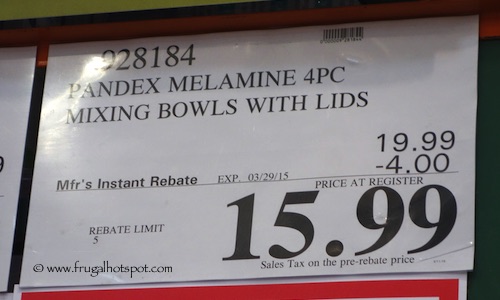 928184
PANDEX MELAMINE 4PC
MIXING BOWLS WITH LIDS
19.99
Mfr's Instant Rebate EXP. 03/29/15 -4.00
PRICE AT REGISTER
15.99
REBATE LIMIT
5
Sales Tax on the pre-rebate price
© www.frugalhotspot.com